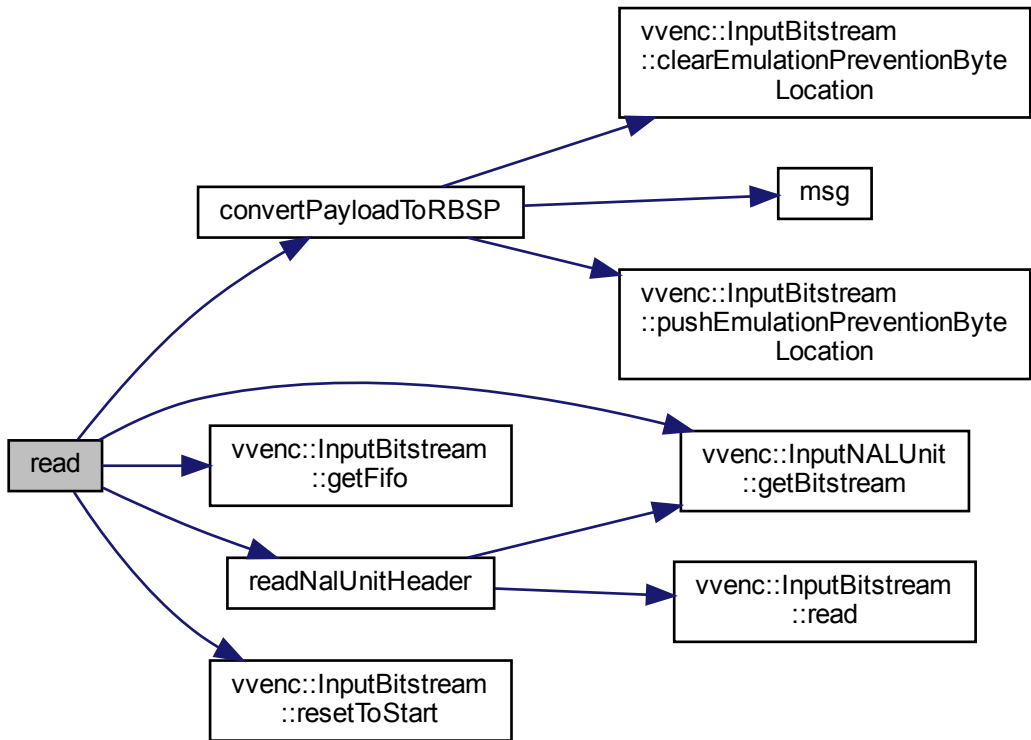 vvenc::InputBitstream
::clearEmulationPreventionByte
Location
convertPayloadToRBSP
msg
vvenc::InputBitstream
::pushEmulationPreventionByte
Location
read
vvenc::InputBitstream
::getFifo
vvenc::InputNALUnit
::getBitstream
readNalUnitHeader
vvenc::InputBitstream
::read
vvenc::InputBitstream
::resetToStart